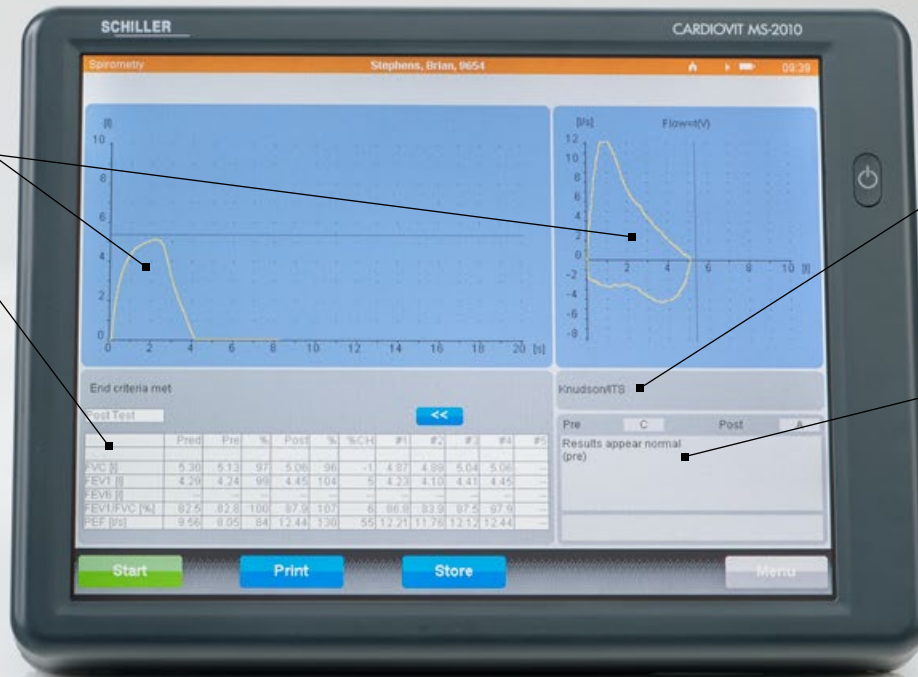 SCHILLER
CARDIOVIT MS-2010
Spirometry Stephens, Brian, 9654 09:39
[l]
10
8
6
4
2
0
0 2 4 6 8 10 12 14 16 18 20 [s]
[l/s] Flow=f(V)
12
10
8
6
4
2
0
-2
-4
-6
-8
2 4 6 8 10 [l]
End criteria met
Knudson/ITS
Post Test <<
Pred Pre % Post % %CH #1 #2 #3 #4 #5
FVC [l] 5.30 5.13 97 5.06 96 -1 4.87 4.89 5.04 5.06 --
FEV1 [l] 4.29 4.24 99 4.45 104 5 4.23 4.10 4.41 4.45 --
FEV6 [l] -- -- -- -- -- -- -- -- -- -- --
FEV1/FVC [%] 82.5 82.8 100 87.9 107 6 86.8 83.9 87.5 87.9 --
PEF [l/s] 9.56 8.05 84 12.44 130 55 12.21 11.76 12.12 12.44 --
Pre C Post A
Results appear normal
(pre)
Start Print Store Menu